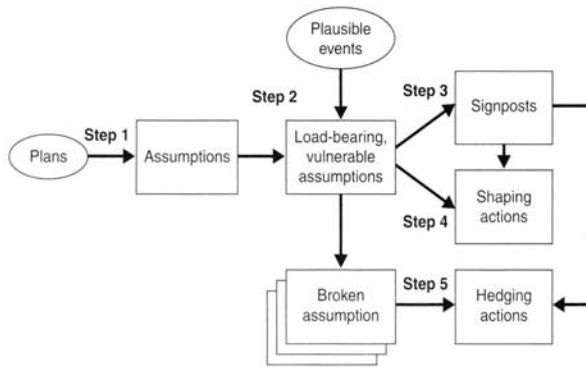 Plausible
events
Step 3
Step 2
Signposts
Step 1
Plans
Assumptions
Load-bearing,
vulnerable
assumptions
Shaping
actions
Step 4
Broken
assumption
Step 5
Hedging
actions